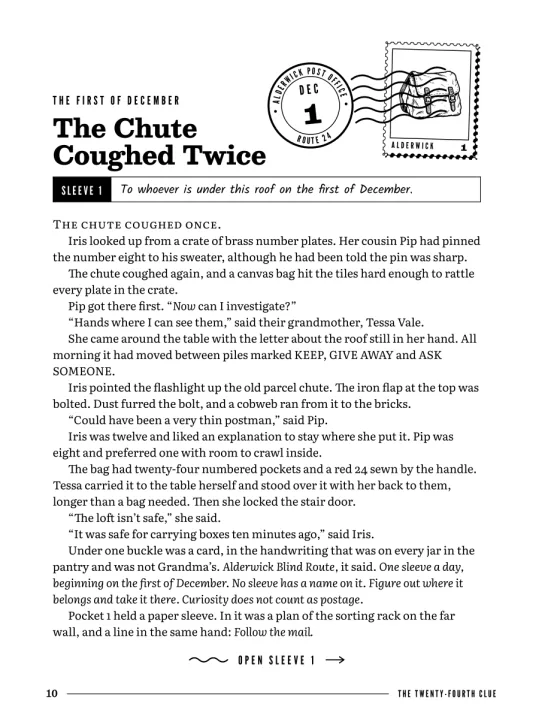 ALDERWICK POST OFFICE
DEC
1
ROUTE 24
ALDERWICK 1
THE FIRST OF DECEMBER
The Chute
Coughed Twice
SLEEVE 1 To whoever is under this roof on the first of December.
THE CHUTE COUGHED ONCE.
Iris looked up from a crate of brass number plates. Her cousin Pip had pinned
the number eight to his sweater, although he had been told the pin was sharp.
The chute coughed again, and a canvas bag hit the tiles hard enough to rattle
every plate in the crate.
Pip got there first. “Now can I investigate?”
“Hands where I can see them,” said their grandmother, Tessa Vale.
She came around the table with the letter about the roof still in her hand. All
morning it had moved between piles marked KEEP, GIVE AWAY and ASK
SOMEONE.
Iris pointed the flashlight up the old parcel chute. The iron flap at the top was
bolted. Dust furred the bolt, and a cobweb ran from it to the bricks.
“Could have been a very thin postman,” said Pip.
Iris was twelve and liked an explanation to stay where she put it. Pip was
eight and preferred one with room to crawl inside.
The bag had twenty-four numbered pockets and a red 24 sewn by the handle.
Tessa carried it to the table herself and stood over it with her back to them,
longer than a bag needed. Then she locked the stair door.
“The loft isn’t safe,” she said.
“It was safe for carrying boxes ten minutes ago,” said Iris.
Under one buckle was a card, in the handwriting that was on every jar in the
pantry and was not Grandma’s. Alderwick Blind Route, it said. One sleeve a day,
beginning on the first of December. No sleeve has a name on it. Figure out where it
belongs and take it there. Curiosity does not count as postage.
Pocket 1 held a paper sleeve. In it was a plan of the sorting rack on the far
wall, and a line in the same hand: Follow the mail.
OPEN SLEEVE 1 →
10 THE TWENTY-FOURTH CLUE